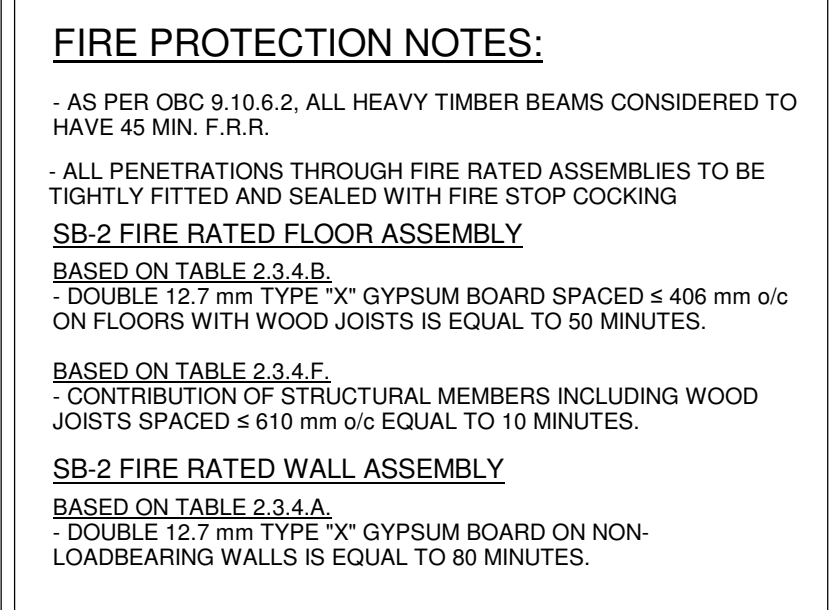 FIRE PROTECTION NOTES:
- AS PER OBC 9.10.6.2, ALL HEAVY TIMBER BEAMS CONSIDERED TO
HAVE 45 MIN. F.R.R.
- ALL PENETRATIONS THROUGH FIRE RATED ASSEMBLIES TO BE
TIGHTLY FITTED AND SEALED WITH FIRE STOP COCKING
SB-2 FIRE RATED FLOOR ASSEMBLY
BASED ON TABLE 2.3.4.B.
- DOUBLE 12.7 mm TYPE "X" GYPSUM BOARD SPACED ≤ 406 mm o/c
ON FLOORS WITH WOOD JOISTS IS EQUAL TO 50 MINUTES.
BASED ON TABLE 2.3.4.F.
- CONTRIBUTION OF STRUCTURAL MEMBERS INCLUDING WOOD
JOISTS SPACED ≤ 610 mm o/c EQUAL TO 10 MINUTES.
SB-2 FIRE RATED WALL ASSEMBLY
BASED ON TABLE 2.3.4.A.
- DOUBLE 12.7 mm TYPE "X" GYPSUM BOARD ON NON-
LOADBEARING WALLS IS EQUAL TO 80 MINUTES.